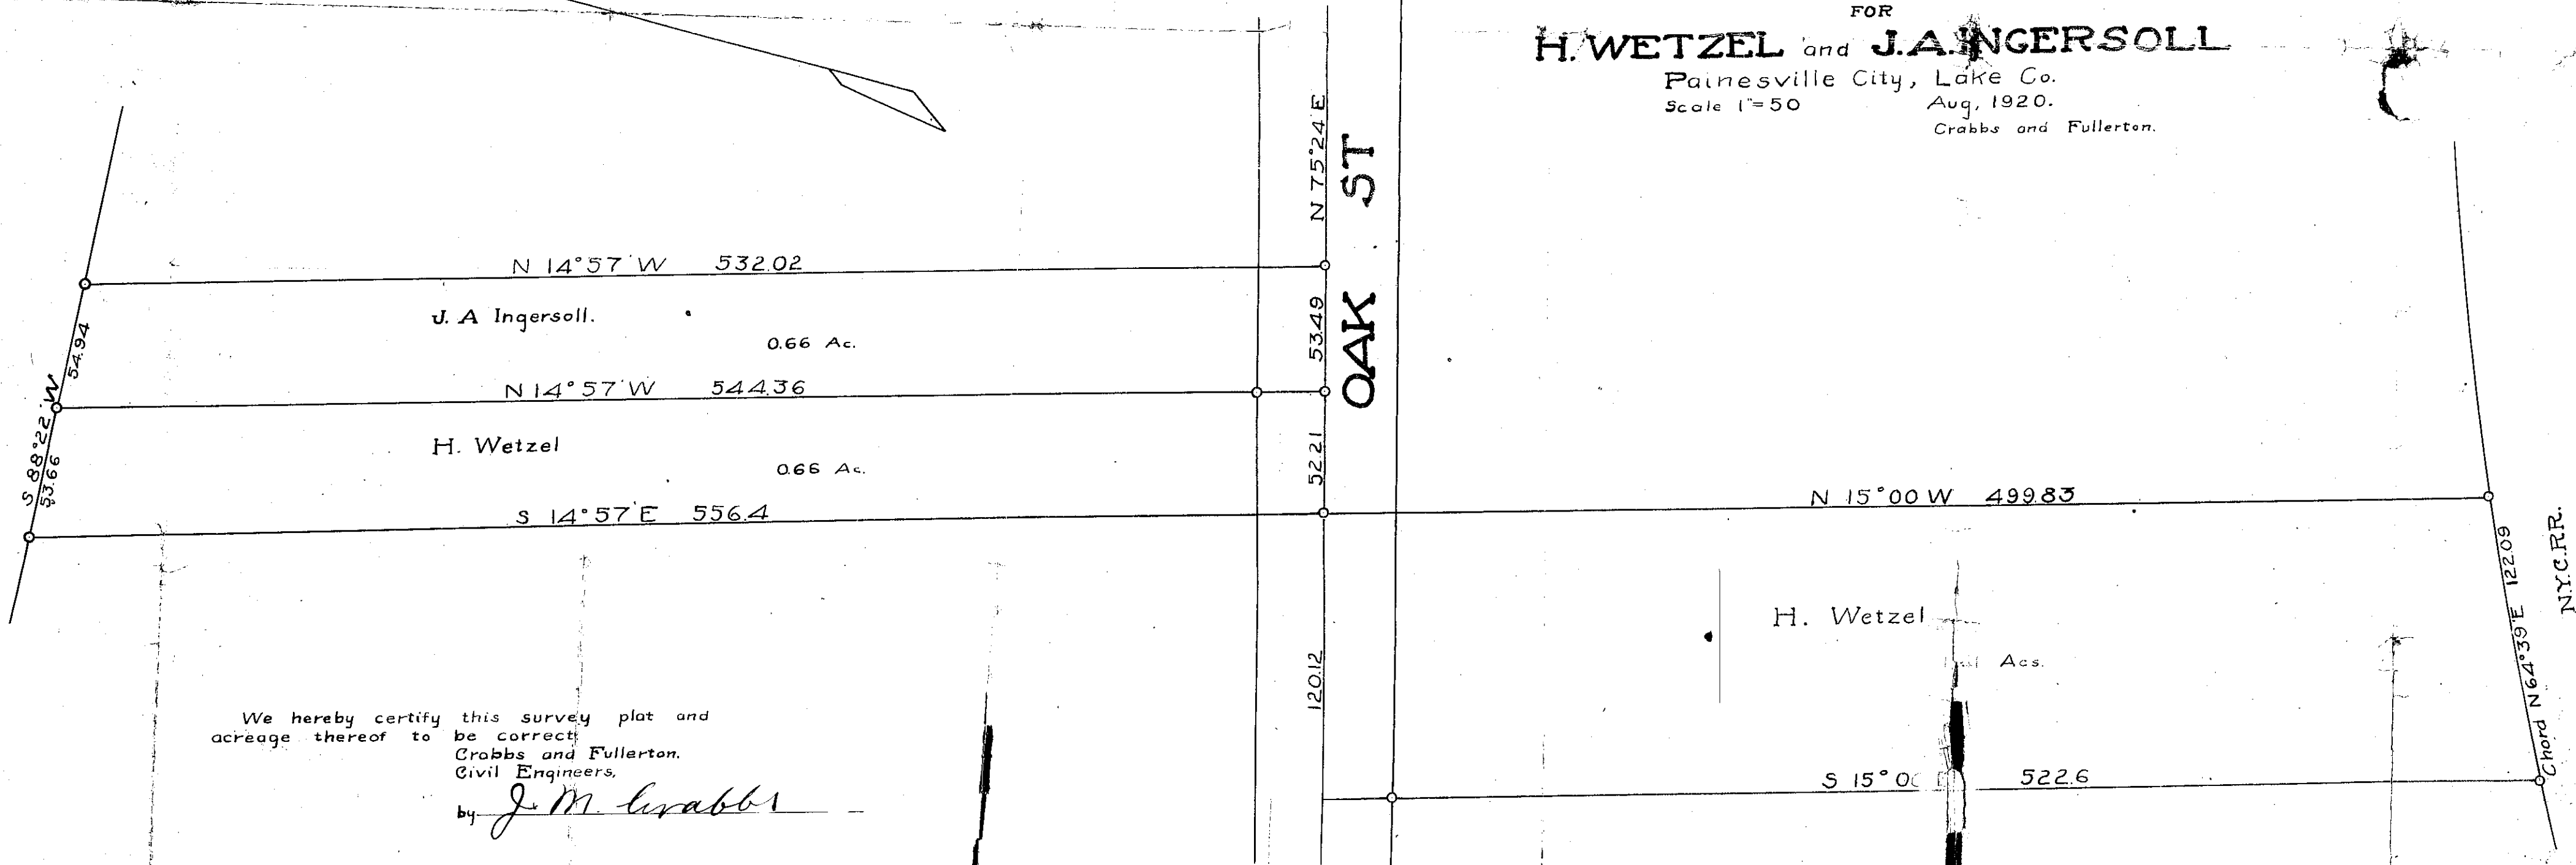 FOR
H. WETZEL and J.A. INGERSOLL
Painesville City, Lake Co.
Scale 1"=50 Aug, 1920.
Crabbs and Fullerton.
N 75°24'E
OAK ST
N 14°57'W 532.02
J. A Ingersoll.
0.66 Ac.
54.94
53.49
N 14°57'W 544.36
S 88°22'W
53.66
H. Wetzel
0.66 Ac.
52.21
S 14°57'E 556.4
N 15°00 W 499.83
122.09
Chord N 64°39'E
N.Y.C.RR.
H. Wetzel
Acs.
120.12
S 15°0 522.6
We hereby certify this survey plat and
acreage thereof to be correct
Crabbs and Fullerton.
Civil Engineers,
by J. M. Crabbs